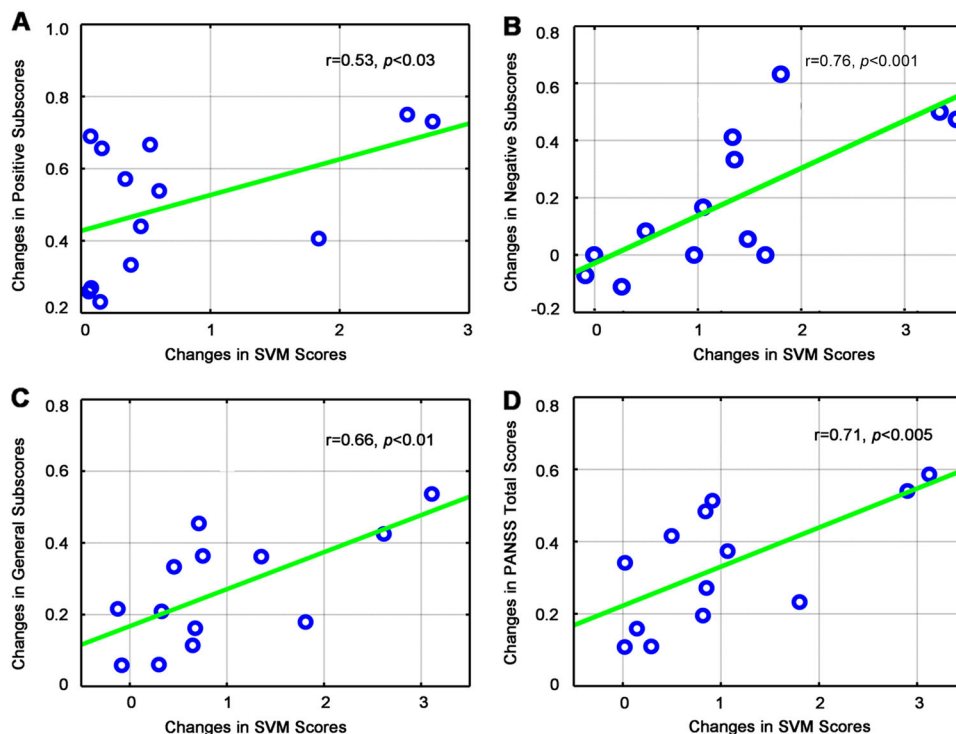 A
1.0
0.8
0.6
0.4
0.2
0 1 2 3
Changes in Positive Subscores
Changes in SVM Scores
r=0.53, p<0.03
B
0.8
0.6
0.4
0.2
0
-0.2
0 1 2 3
Changes in Negative Subscores
Changes in SVM Scores
r=0.76, p<0.001
C
0.8
0.6
0.4
0.2
0
0 1 2 3
Changes in General Subscores
Changes in SVM Scores
r=0.66, p<0.01
D
0.8
0.6
0.4
0.2
0
0 1 2 3
Changes in PANSS Total Scores
Changes in SVM Scores
r=0.71, p<0.005